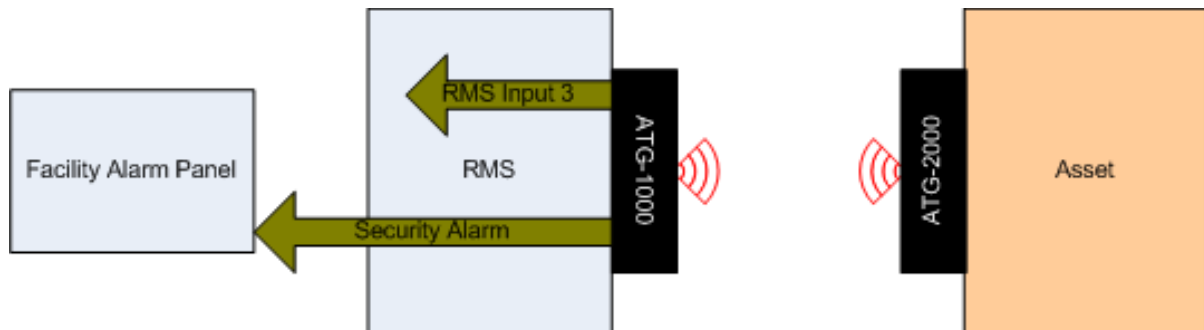 RMS Input 3
Facility Alarm Panel
RMS
ATG-1000
ATG-2000
Asset
Security Alarm